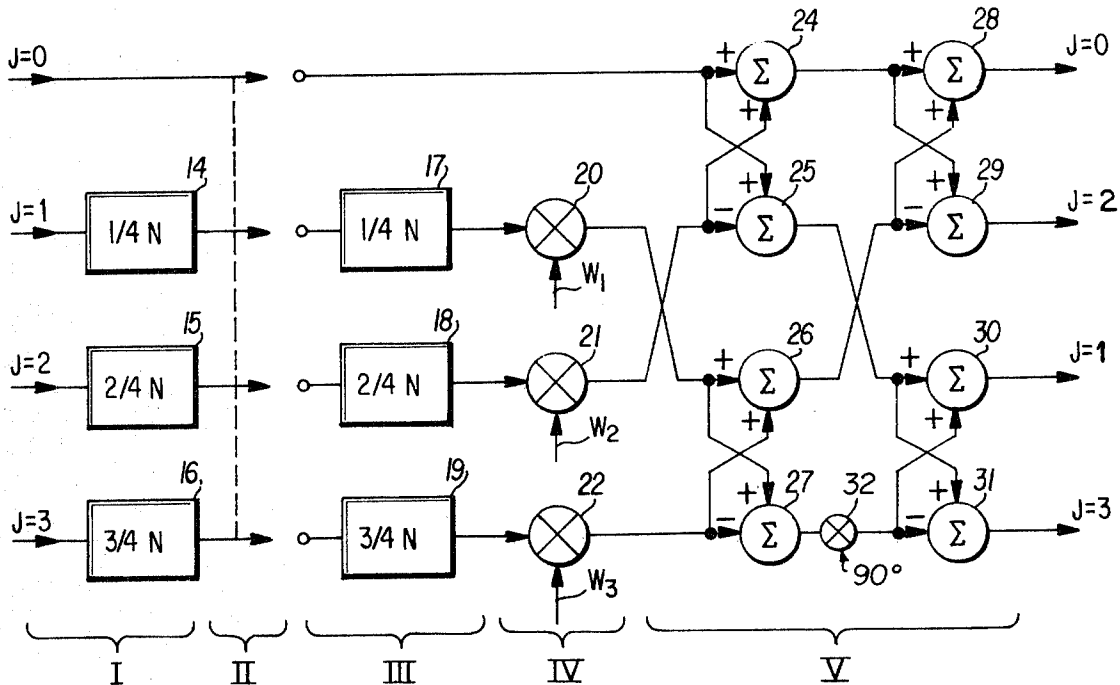 24 28
J=0 J=0
+ Σ + Σ
+ +
14 17 20 25 29
J=1 1/4 N 1/4 N + Σ + Σ J=2
− −
W1
15 18 21 26 30
J=2 2/4 N 2/4 N + Σ + Σ J=1
W2 + +
16 19 22 27 32 31
J=3 3/4 N 3/4 N + Σ + Σ J=3
− −
W3 90°
I II III IV V